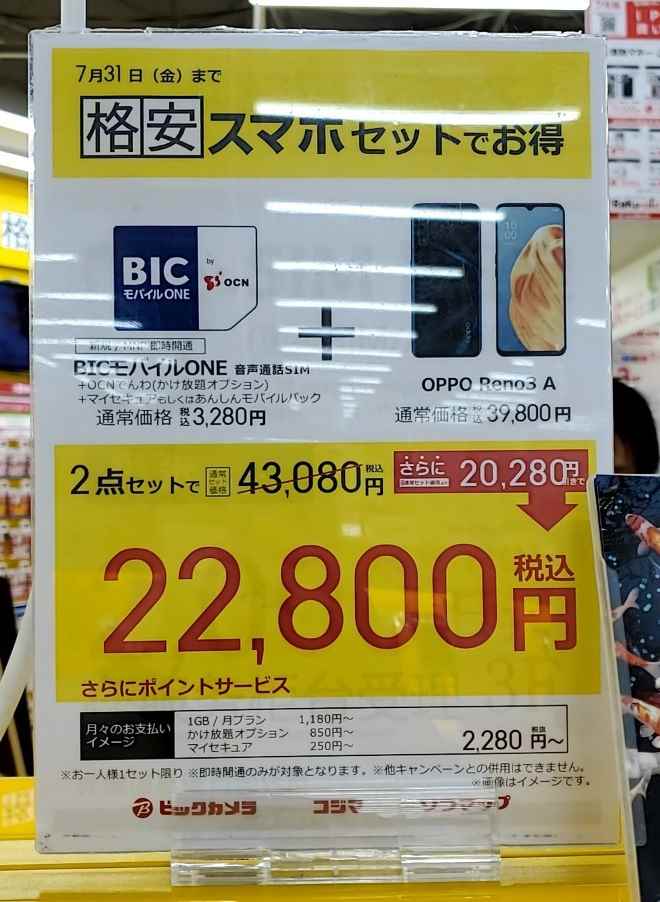 7月31日（金）まで
格安スマホセットでお得
BIC
モバイルONE
by
OCN
新規/MNP 即時開通
BICモバイルONE 音声通話SIM
+OCNでんわ(かけ放題オプション)
+マイセキュアもしくはあんしんモバイルパック
通常価格 税込 3,280円
+
OPPO Reno3 A
通常価格 税込 39,800円
2点セットで 通常セット価格 43,080円 税込
さらに 20,280円引きで
22,800円 税込
さらにポイントサービス
月々のお支払いイメージ
1GB / 月プラン 1,180円～
かけ放題オプション 850円～
マイセキュア 250円～
2,280税抜円～
※お一人様1セット限り ※即時開通のみが対象となります。※他キャンペーンとの併用はできません。
※画像はイメージです。
ビックカメラ コジマ ソフマップ